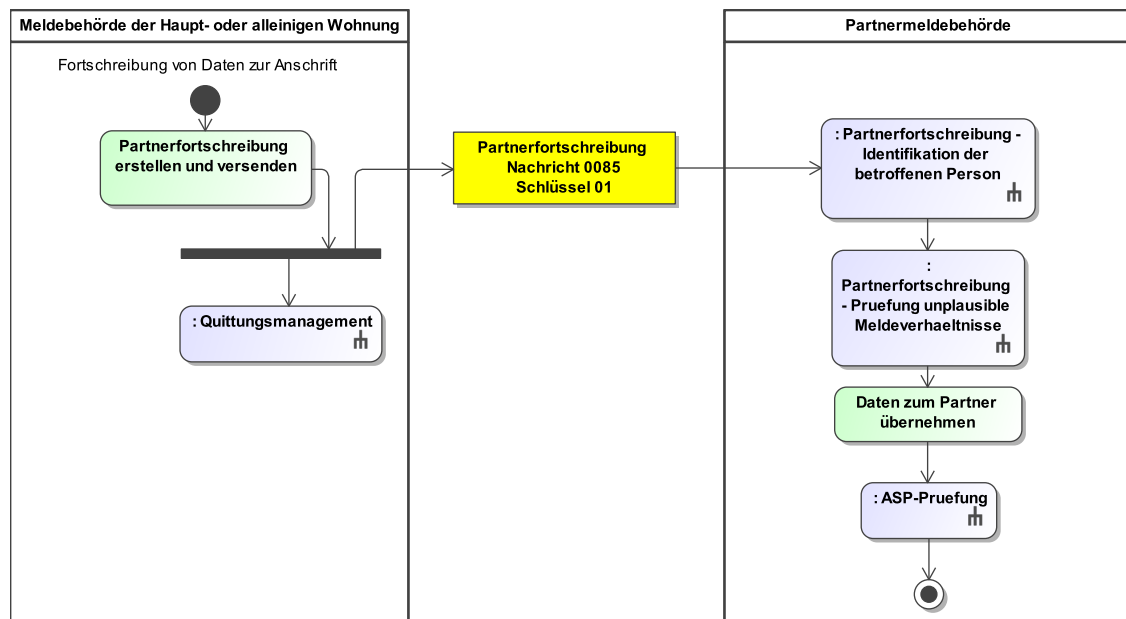 Meldebehörde der Haupt- oder alleinigen Wohnung
Fortschreibung von Daten zur Anschrift
Partnerfortschreibung
erstellen und versenden
: Quittungsmanagement
Partnerfortschreibung
Nachricht 0085
Schlüssel 01
Partnermeldebehörde
: Partnerfortschreibung -
Identifikation der
betroffenen Person
:
Partnerfortschreibung
- Pruefung unplausible
Meldeverhaeltnisse
Daten zum Partner
übernehmen
: ASP-Pruefung